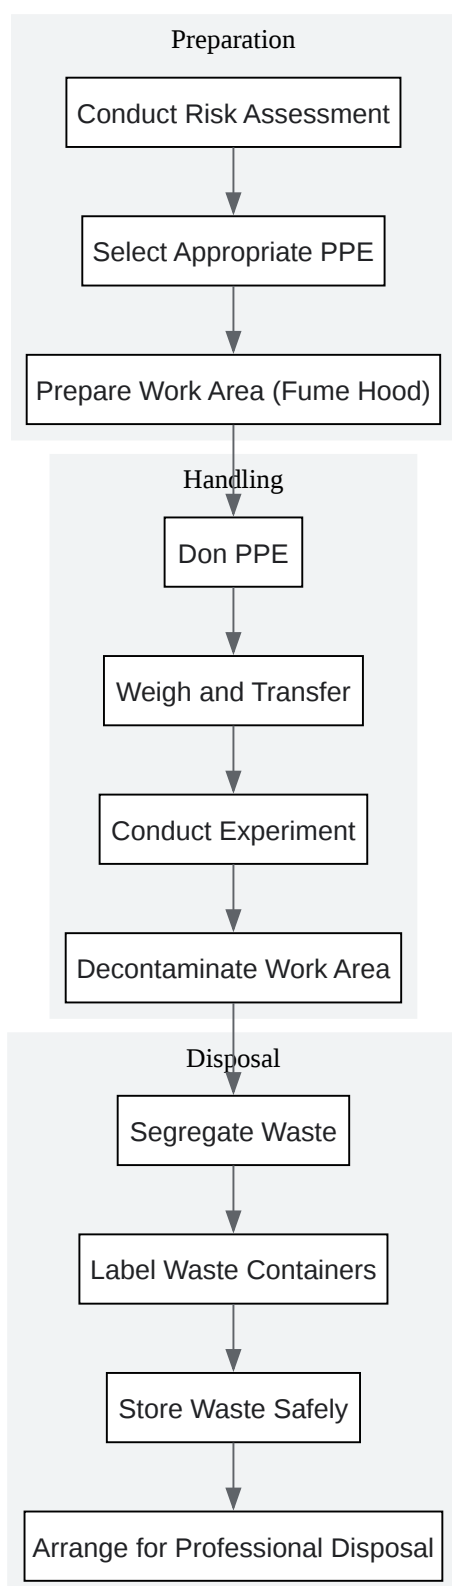 Preparation
Conduct Risk Assessment
Select Appropriate PPE
Prepare Work Area (Fume Hood)
Handling
Don PPE
Weigh and Transfer
Conduct Experiment
Decontaminate Work Area
Disposal
Segregate Waste
Label Waste Containers
Store Waste Safely
Arrange for Professional Disposal